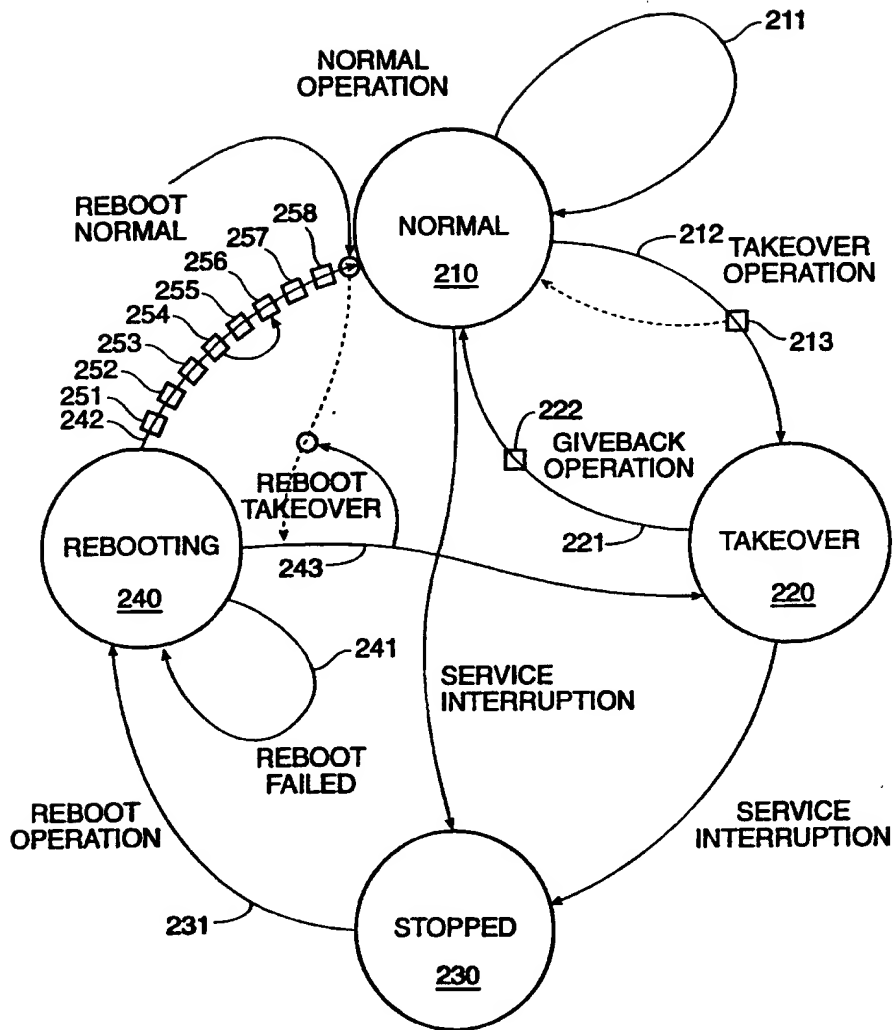 211
NORMAL
OPERATION
REBOOT
NORMAL
258
257
256
255
254
253
252
251
242
NORMAL
210
212
TAKEOVER
OPERATION
213
222
GIVEBACK
OPERATION
221
REBOOT
TAKEOVER
243
REBOOTING
240
TAKEOVER
220
241
REBOOT
FAILED
SERVICE
INTERRUPTION
REBOOT
OPERATION
231
SERVICE
INTERRUPTION
STOPPED
230